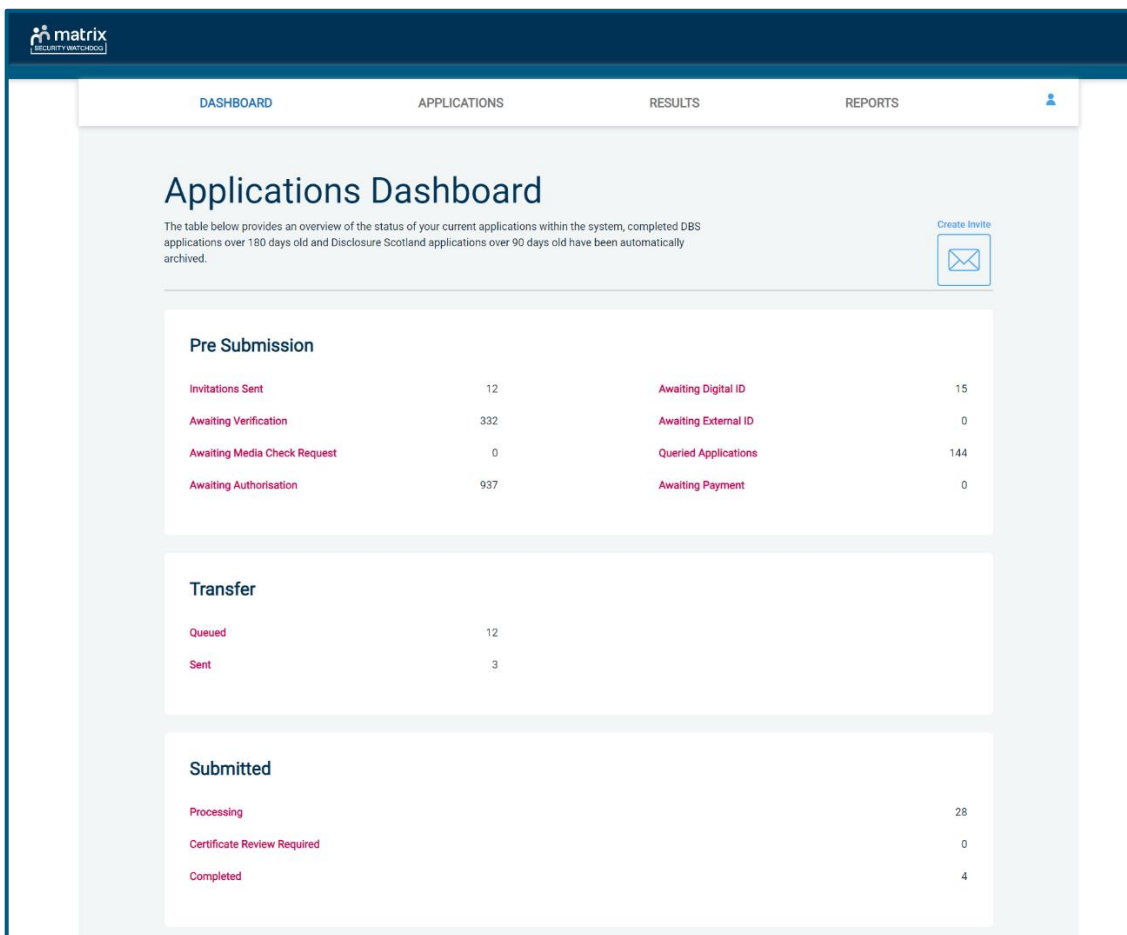 matrix
SECURITY WATCHDOG
DASHBOARD APPLICATIONS RESULTS REPORTS
Applications Dashboard
The table below provides an overview of the status of your current applications within the system, completed DBS
applications over 180 days old and Disclosure Scotland applications over 90 days old have been automatically
archived.
Create Invite
Pre Submission
Invitations Sent 12 Awaiting Digital ID 15
Awaiting Verification 332 Awaiting External ID 0
Awaiting Media Check Request 0 Queried Applications 144
Awaiting Authorisation 937 Awaiting Payment 0
Transfer
Queued 12
Sent 3
Submitted
Processing 28
Certificate Review Required 0
Completed 4